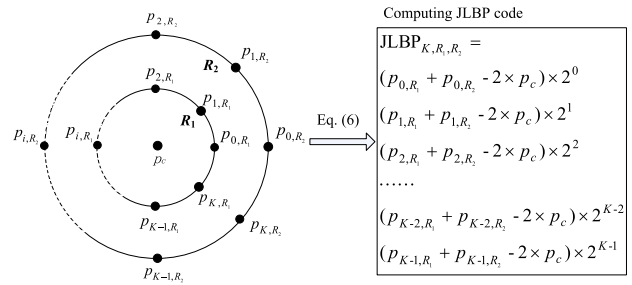 Computing JLBP code
p_{2,R_2}
p_{1,R_2}
R_2
p_{2,R_1}
p_{1,R_1}
R_1
p_{i,R_2}
p_{i,R_1}
p_c
p_{0,R_1}
p_{0,R_2}
p_{K,R_1}
p_{K-1,R_1}
p_{K,R_2}
p_{K-1,R_2}
Eq. (6)
JLBP_{K,R_1,R_2} =
(p_{0,R_1} + p_{0,R_2} - 2 × p_c) × 2^0
(p_{1,R_1} + p_{1,R_2} - 2 × p_c) × 2^1
(p_{2,R_1} + p_{2,R_2} - 2 × p_c) × 2^2
......
(p_{K-2,R_1} + p_{K-2,R_2} - 2 × p_c) × 2^{K-2}
(p_{K-1,R_1} + p_{K-1,R_2} - 2 × p_c) × 2^{K-1}